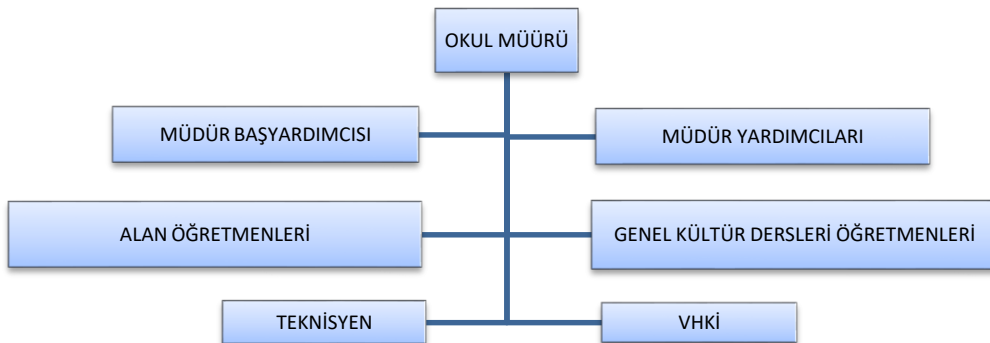 OKUL MÜÜRÜ
MÜDÜR BAŞYARDIMCISI
MÜDÜR YARDIMCILARI
ALAN ÖĞRETMENLERİ
GENEL KÜLTÜR DERSLERİ ÖĞRETMENLERİ
TEKNİSYEN
VHKİ